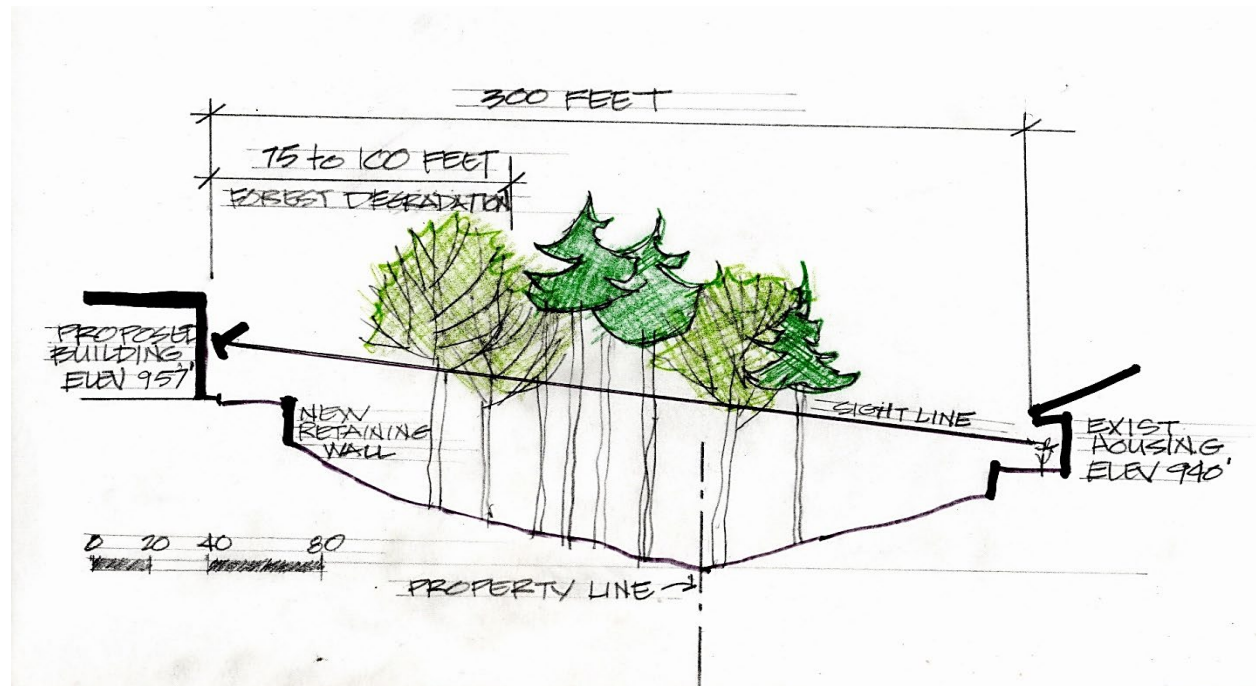 300 FEET
75 to 100 FEET
FOREST DEGRADATION
PROPOSED
BUILDING
ELEV 957'
NEW
RETAINING
WALL
SIGHT LINE
EXIST
HOUSING
ELEV 940'
0 20 40 80
PROPERTY LINE